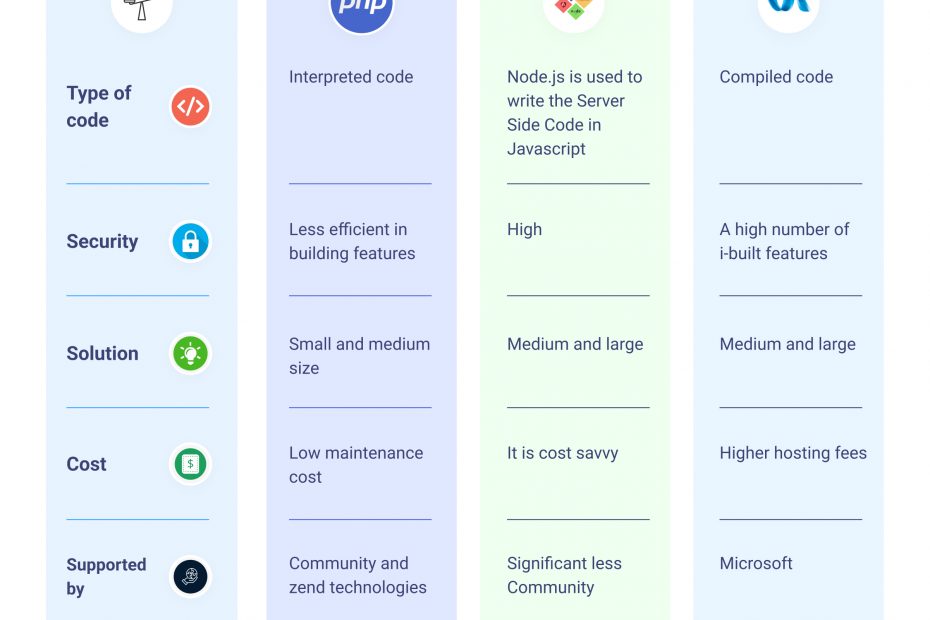 php
Type of
code
Interpreted code
Node.js is used to
write the Server
Side Code in
Javascript
Compiled code
Security
Less efficient in
building features
High
A high number of
i-built features
Solution
Small and medium
size
Medium and large
Medium and large
Cost
$
Low maintenance
cost
It is cost savvy
Higher hosting fees
Supported
by
Community and
zend technologies
Significant less
Community
Microsoft